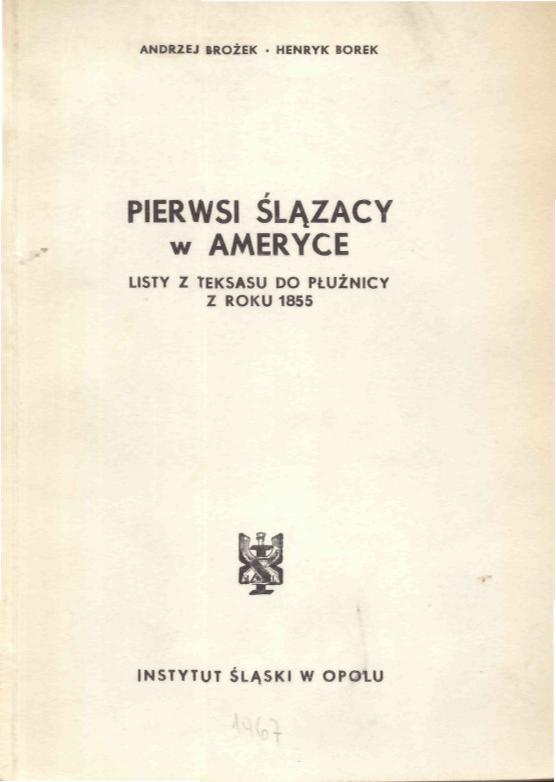 ANDRZEJ BROŻEK • HENRYK BOREK
PIERWSI ŚLĄZACY
w AMERYCE
LISTY Z TEKSASU DO PŁUŻNICY
Z ROKU 1855
INSTYTUT ŚLĄSKI W OPOLU
1967